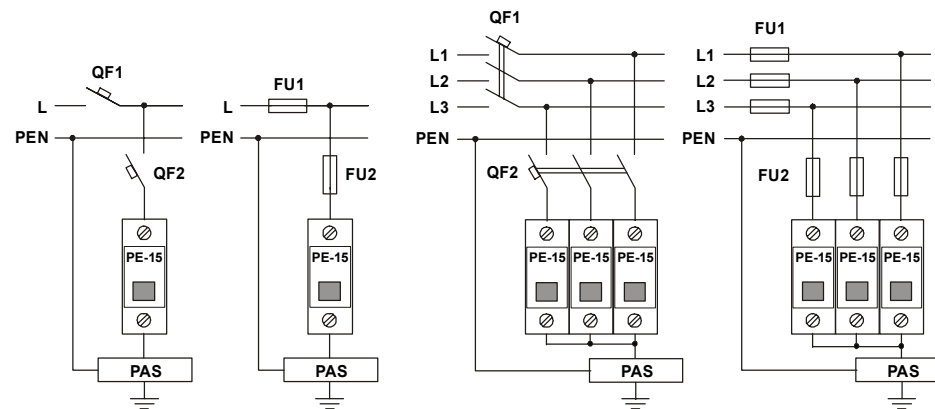 QF1
L
PEN
QF2
PE-15
PAS
FU1
L
PEN
FU2
PE-15
PAS
QF1
L1
L2
L3
PEN
QF2
PE-15 PE-15 PE-15
PAS
FU1
L1
L2
L3
PEN
FU2
PE-15 PE-15 PE-15
PAS